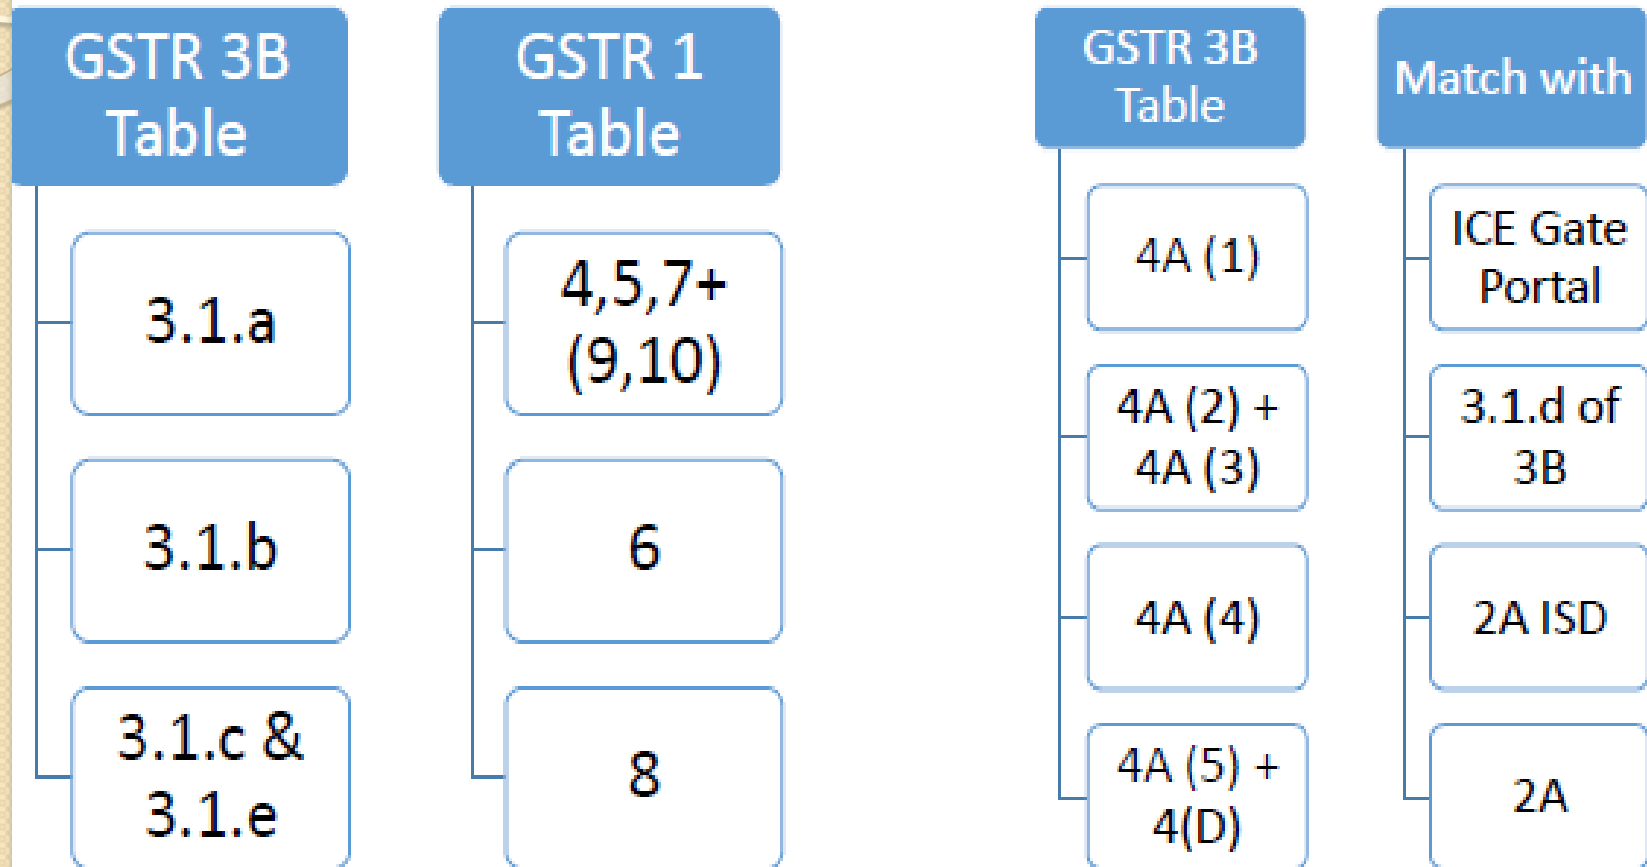 GSTR 3B
Table
3.1.a
3.1.b
3.1.c &
3.1.e
GSTR 1
Table
4,5,7+
(9,10)
6
8
GSTR 3B
Table
4A (1)
4A (2) +
4A (3)
4A (4)
4A (5) +
4(D)
Match with
ICE Gate
Portal
3.1.d of
3B
2A ISD
2A